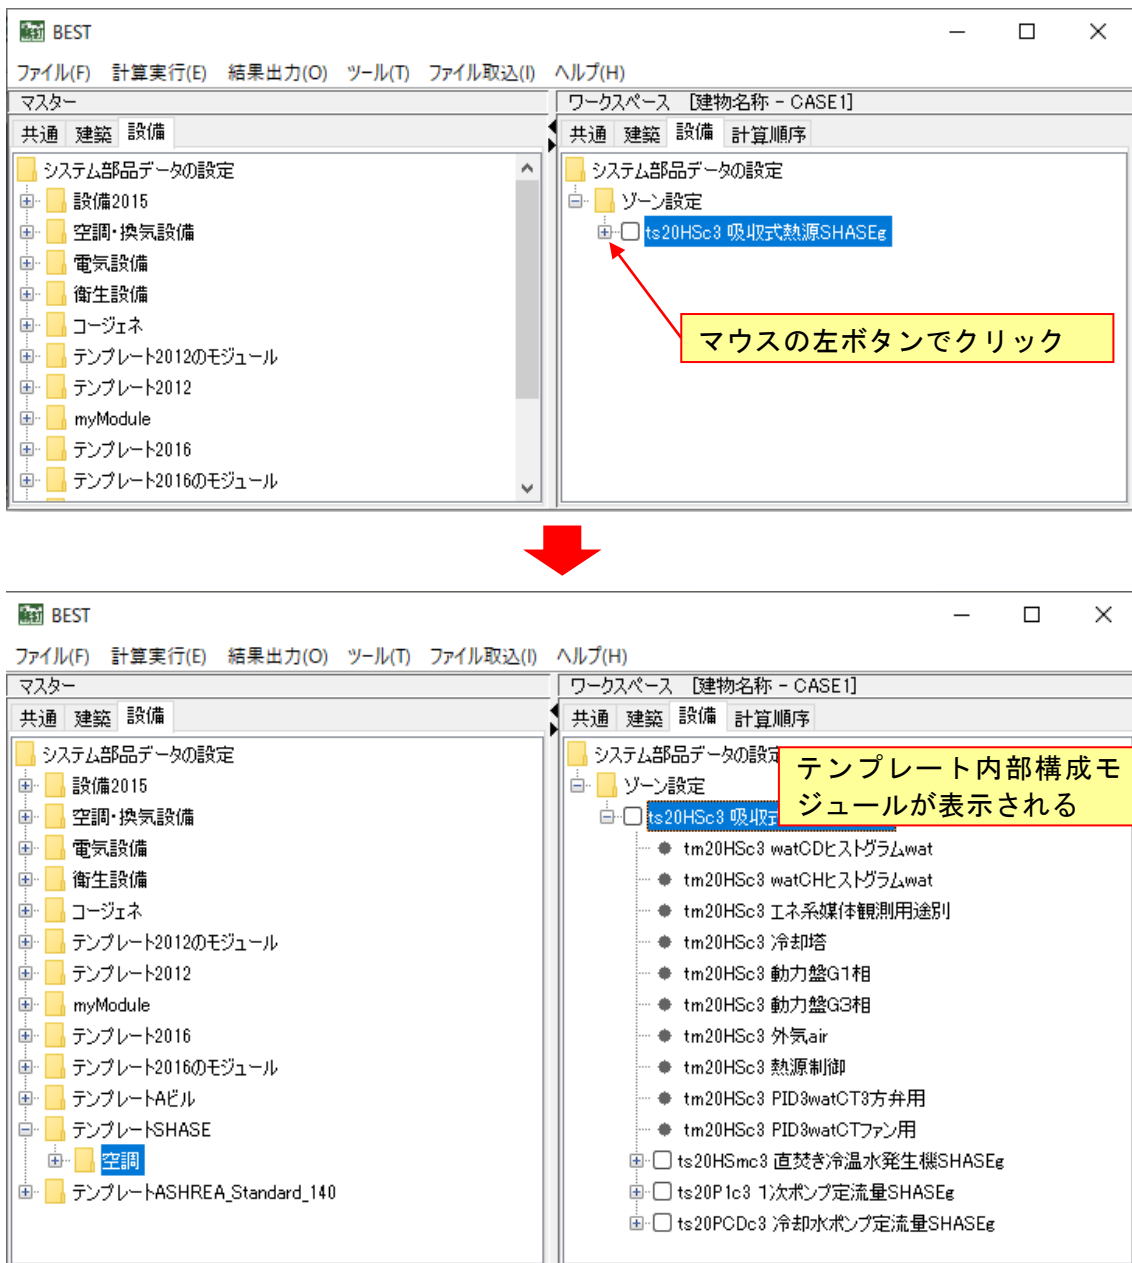 BEST
ファイル(F) 計算実行(E) 結果出力(O) ツール(T) ファイル取込(I) ヘルプ(H)
マスター
共通 建築 設備
システム部品データの設定
設備2015
空調・換気設備
電気設備
衛生設備
コージェネ
テンプレート2012のモジュール
テンプレート2012
myModule
テンプレート2016
テンプレート2016のモジュール
ワークスペース [建物名称 - CASE1]
共通 建築 設備 計算順序
システム部品データの設定
ゾーン設定
ts20HSc3 吸収式熱源SHASEg
マウスの左ボタンでクリック
BEST
ファイル(F) 計算実行(E) 結果出力(O) ツール(T) ファイル取込(I) ヘルプ(H)
マスター
共通 建築 設備
システム部品データの設定
設備2015
空調・換気設備
電気設備
衛生設備
コージェネ
テンプレート2012のモジュール
テンプレート2012
myModule
テンプレート2016
テンプレート2016のモジュール
テンプレートAビル
テンプレートSHASE
空調
テンプレートASHREA_Standard_140
ワークスペース [建物名称 - CASE1]
共通 建築 設備 計算順序
システム部品データの設定
テンプレート内部構成モ
ジュールが表示される
ゾーン設定
ts20HSc3 吸収式
tm20HSc3 watCDヒストグラムwat
tm20HSc3 watCHヒストグラムwat
tm20HSc3 エネ系媒体観測用途別
tm20HSc3 冷却塔
tm20HSc3 動力盤G1相
tm20HSc3 動力盤G3相
tm20HSc3 外気air
tm20HSc3 熱源制御
tm20HSc3 PID3watCT3方弁用
tm20HSc3 PID3watCTファン用
ts20HSmc3 直焚き冷温水発生機SHASEg
ts20P1c3 1次ポンプ定流量SHASEg
ts20PCDc3 冷却水ポンプ定流量SHASEg